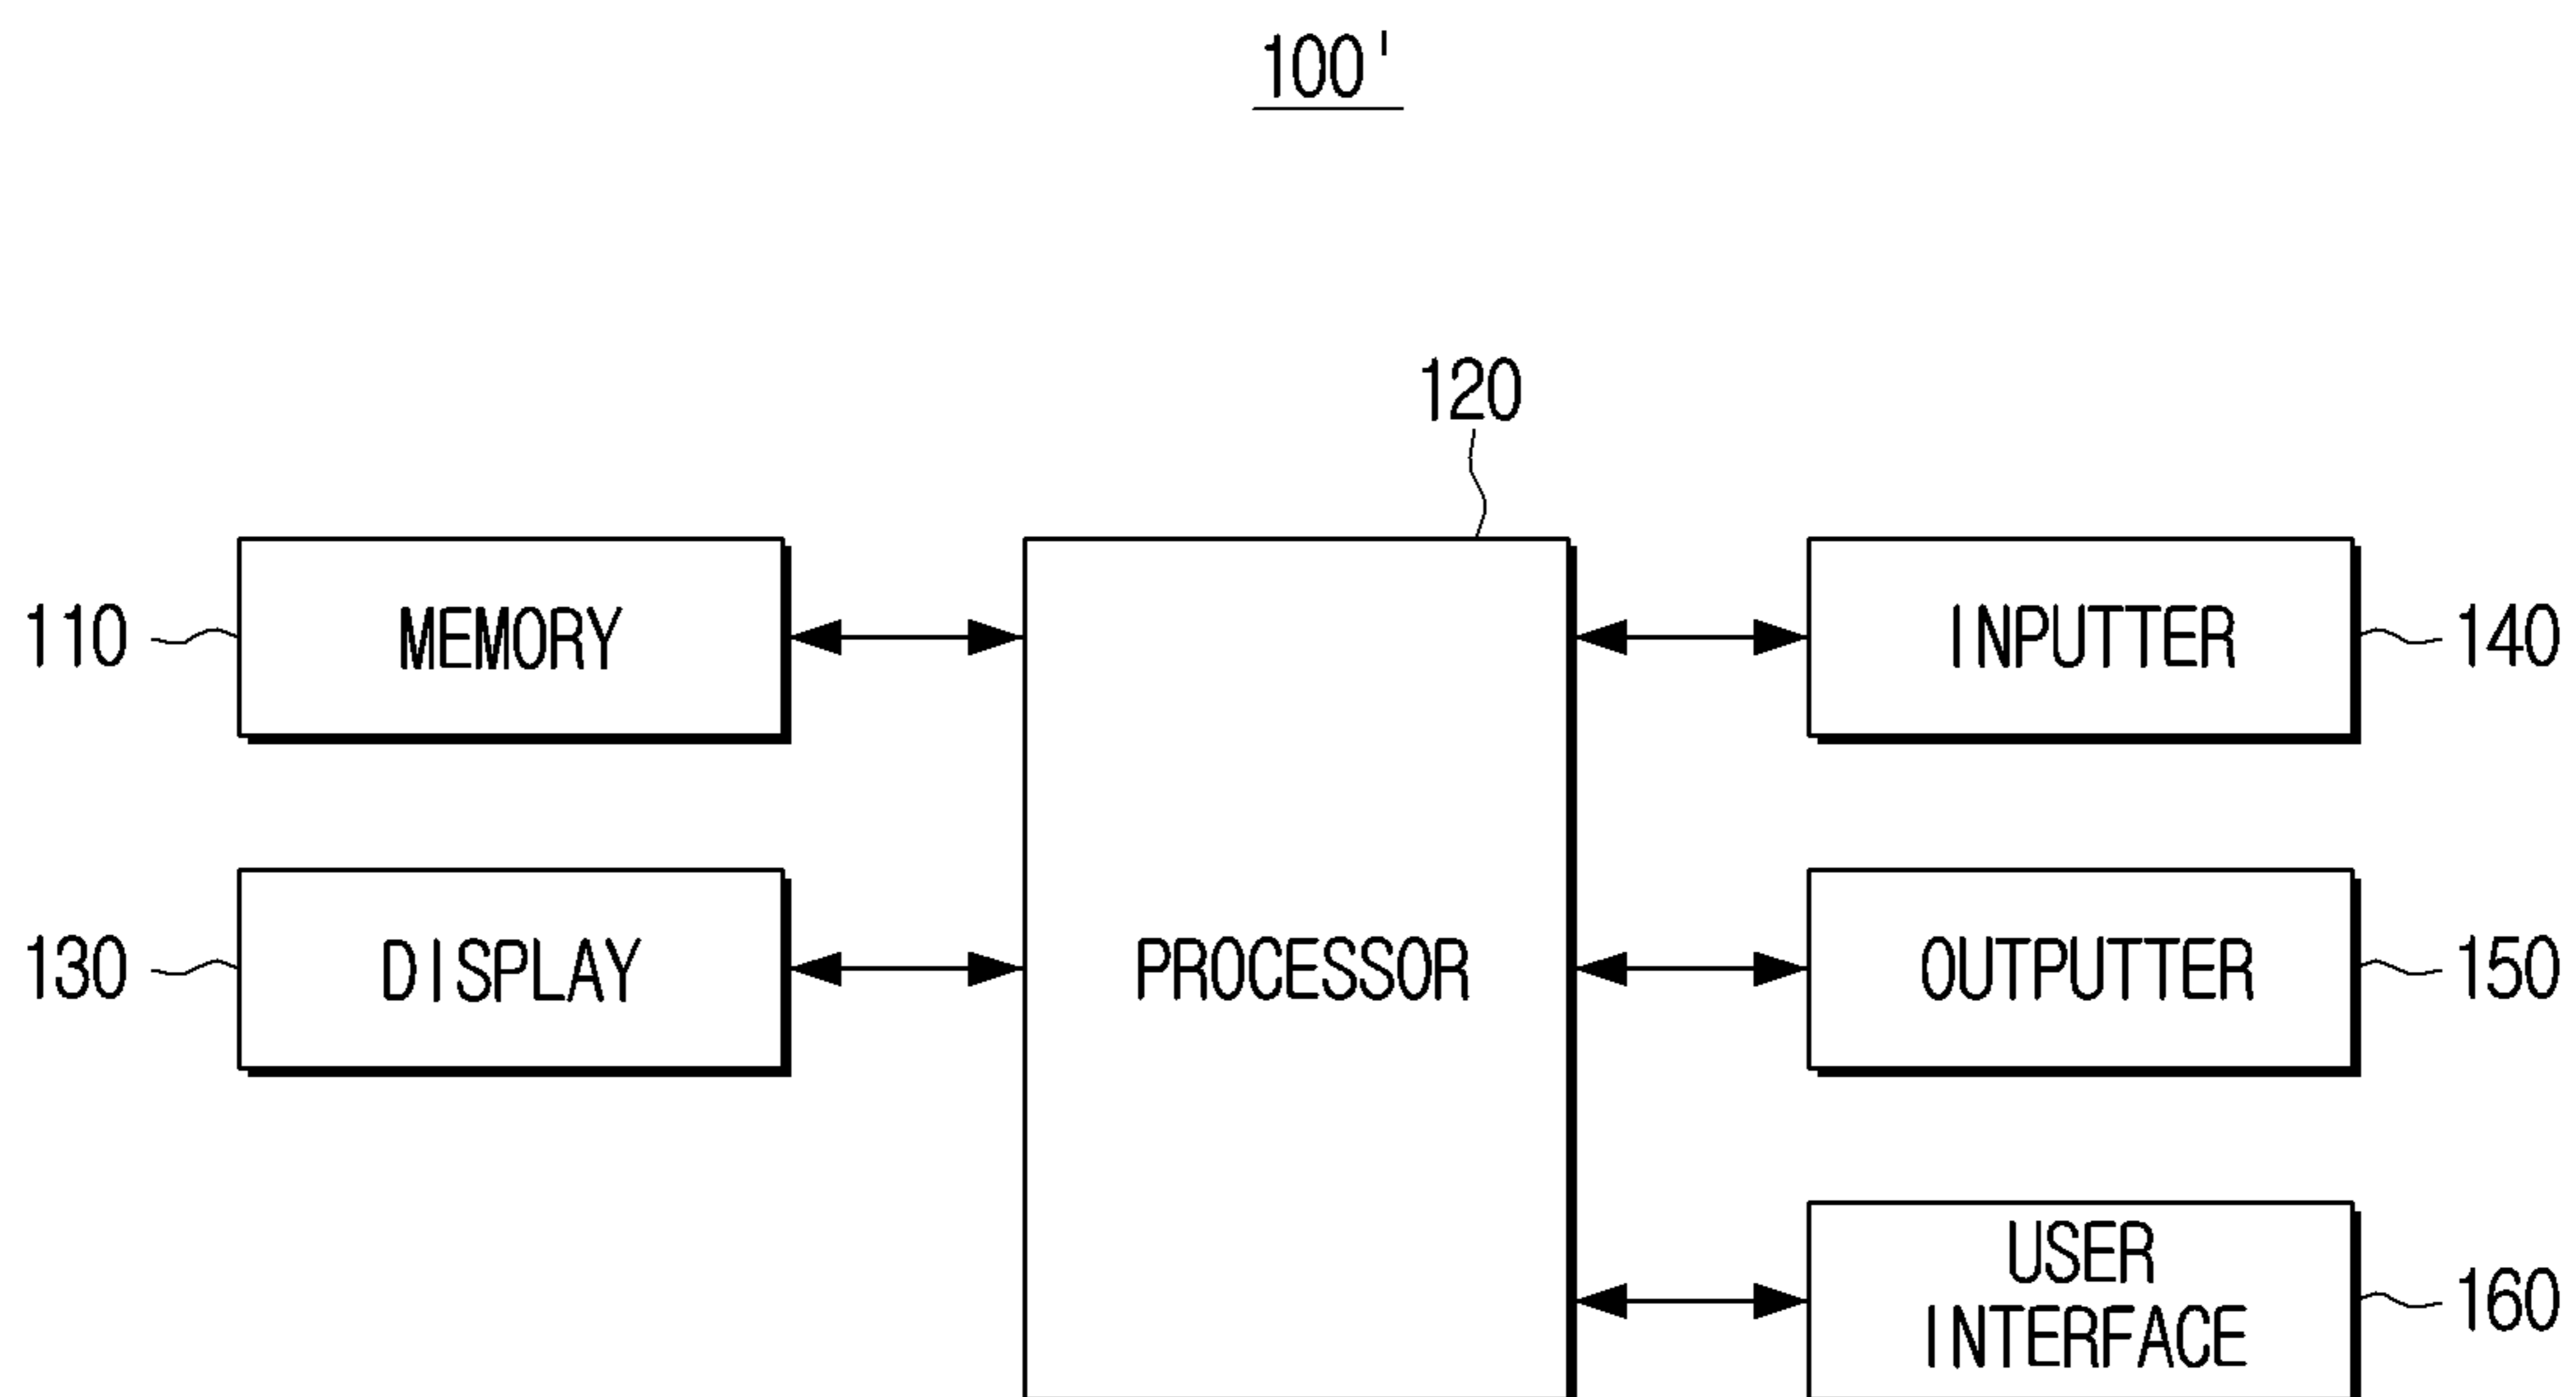 100'
120
110 MEMORY INPUTTER 140
130 DISPLAY PROCESSOR OUTPUTTER 150
USER
INTERFACE 160